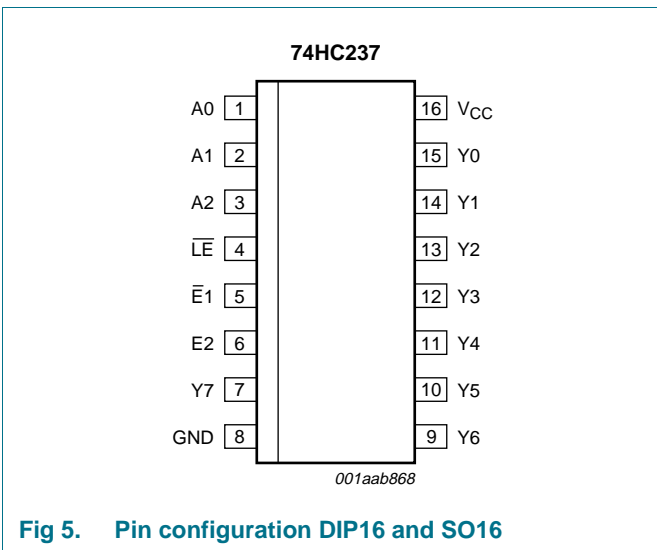 74HC237
A0 1
A1 2
A2 3
L̅E̅ 4
E̅1 5
E2 6
Y7 7
GND 8
16 VCC
15 Y0
14 Y1
13 Y2
12 Y3
11 Y4
10 Y5
9 Y6
001aab868
Fig 5. Pin configuration DIP16 and SO16